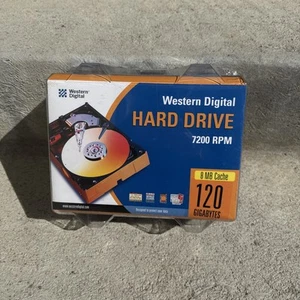 Western
Digital
Western Digital
HARD DRIVE
7200 RPM
8 MB Cache
120
GIGABYTES